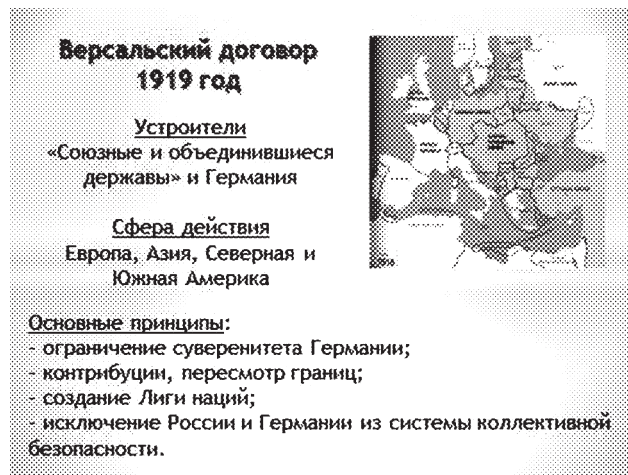 Версальский договор
1919 год
Устроители
«Союзные и объединившиеся
державы» и Германия
Сфера действия
Европа, Азия, Северная и
Южная Америка
Основные принципы:
- ограничение суверенитета Германии;
- контрибуции, пересмотр границ;
- создание Лиги наций;
- исключение России и Германии из системы коллективной
безопасности.